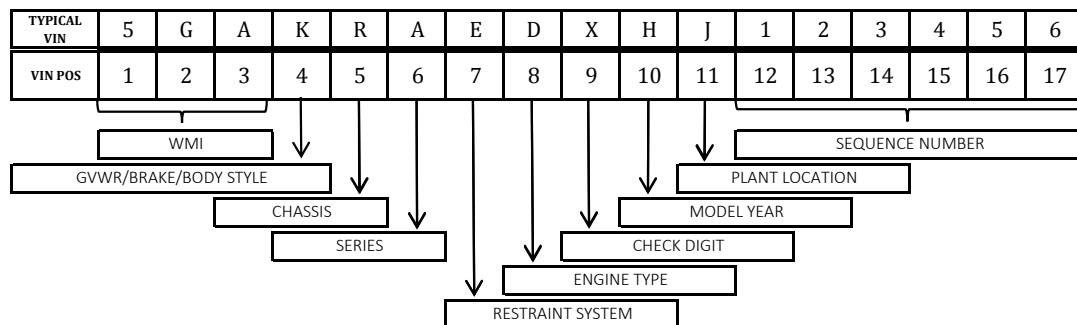 TYPICAL VIN 5 G A K R A E D X H J 1 2 3 4 5 6
VIN POS 1 2 3 4 5 6 7 8 9 10 11 12 13 14 15 16 17
WMI SEQUENCE NUMBER
GVWR/BRAKE/BODY STYLE PLANT LOCATION
CHASSIS MODEL YEAR
SERIES CHECK DIGIT
ENGINE TYPE
RESTRAINT SYSTEM